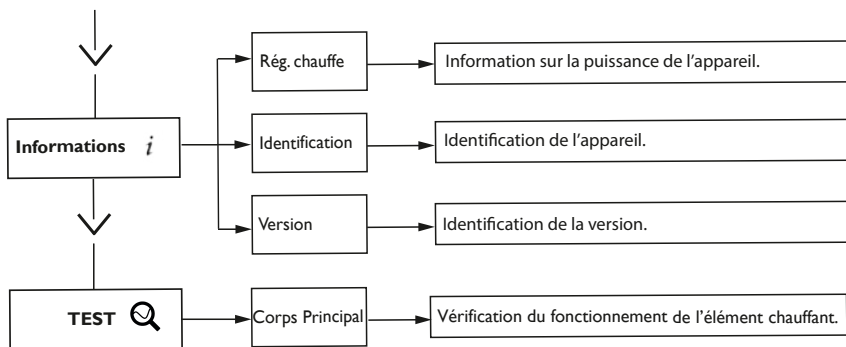 Rég. chauffe
Information sur la puissance de l'appareil.
Informations i
Identification
Identification de l'appareil.
Version
Identification de la version.
TEST
Corps Principal
Vérification du fonctionnement de l'élément chauffant.